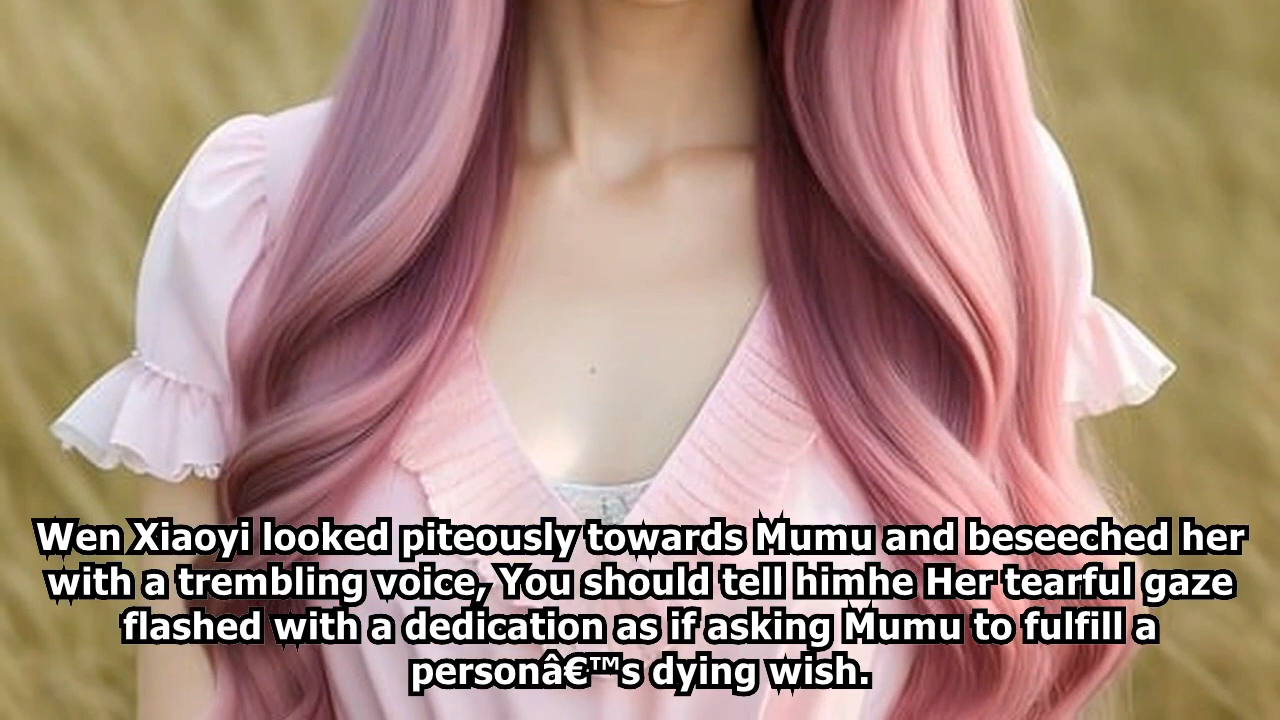 Wen Xiaoyi looked piteously towards Mumu and beseeched her
with a trembling voice, You should tell himhe Her tearful gaze
flashed with a dedication as if asking Mumu to fulfill a
personâ€™s dying wish.